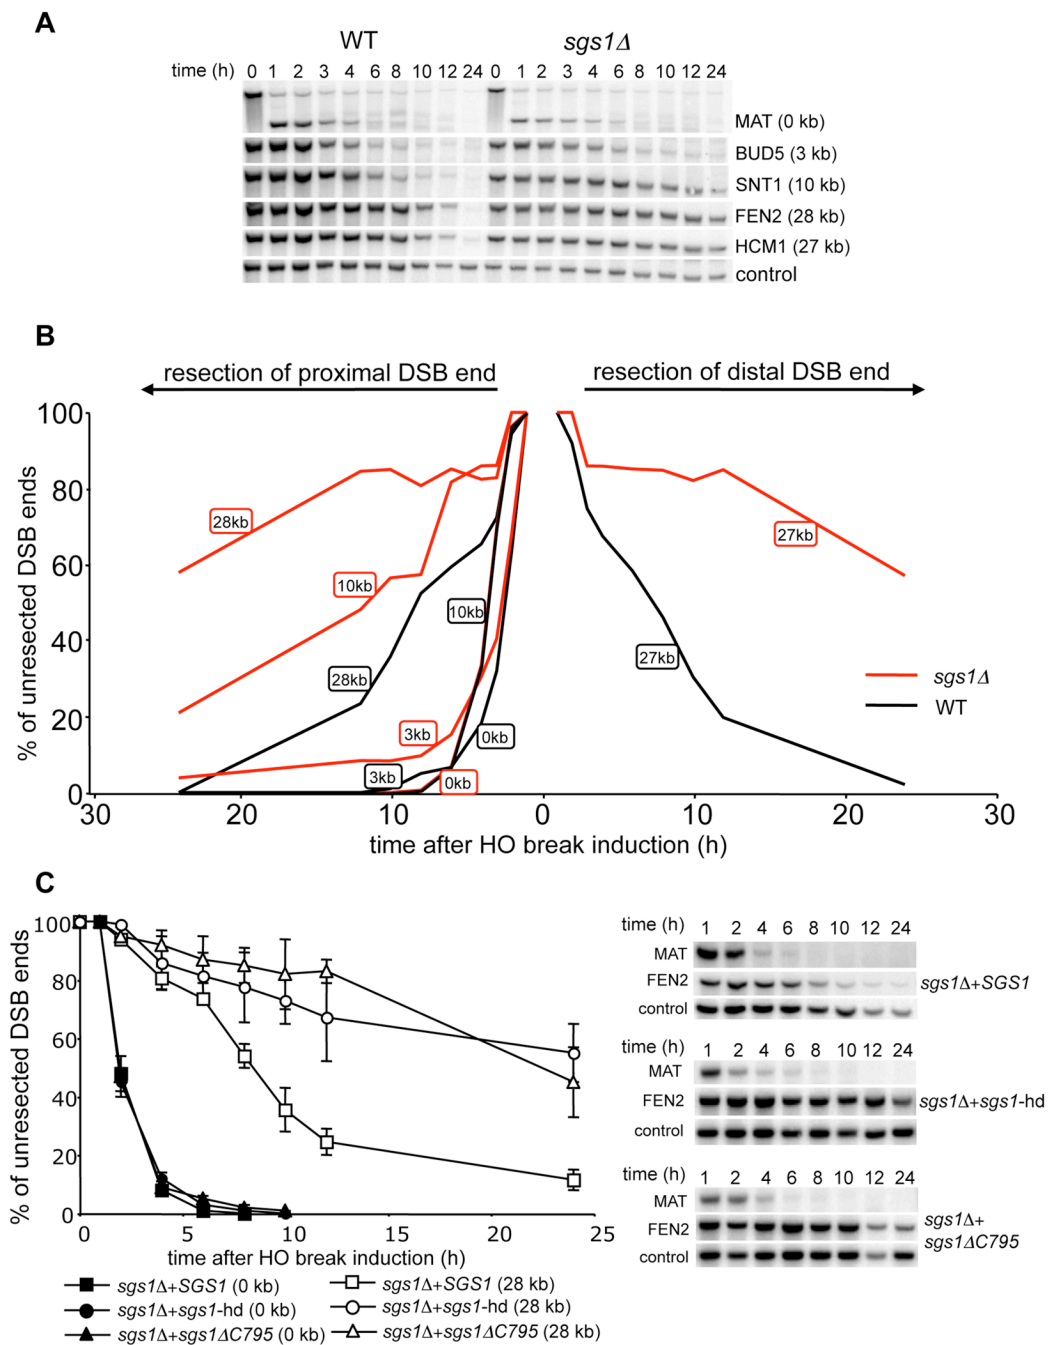 A
WT sgs1Δ
time (h) 0 1 2 3 4 6 8 10 12 24 0 1 2 3 4 6 8 10 12 24
MAT (0 kb)
BUD5 (3 kb)
SNT1 (10 kb)
FEN2 (28 kb)
HCM1 (27 kb)
control
B
resection of proximal DSB end
resection of distal DSB end
% of unresected DSB ends
100
80
60
40
20
0
28kb
10kb
10kb
28kb
27kb
27kb
3kb
0kb
3kb
0kb
sgs1Δ
WT
30 20 10 0 10 20 30
time after HO break induction (h)
C
% of unresected DSB ends
100
80
60
40
20
0
0 5 10 15 20 25
time after HO break induction (h)
sgs1Δ+SGS1 (0 kb)
sgs1Δ+sgs1-hd (0 kb)
sgs1Δ+sgs1ΔC795 (0 kb)
sgs1Δ+SGS1 (28 kb)
sgs1Δ+sgs1-hd (28 kb)
sgs1Δ+sgs1ΔC795 (28 kb)
time (h) 1 2 4 6 8 10 12 24
MAT
FEN2
control
sgs1Δ+SGS1
time (h) 1 2 4 6 8 10 12 24
MAT
FEN2
control
sgs1Δ+sgs1-hd
time (h) 1 2 4 6 8 10 12 24
MAT
FEN2
control
sgs1Δ+
sgs1ΔC795